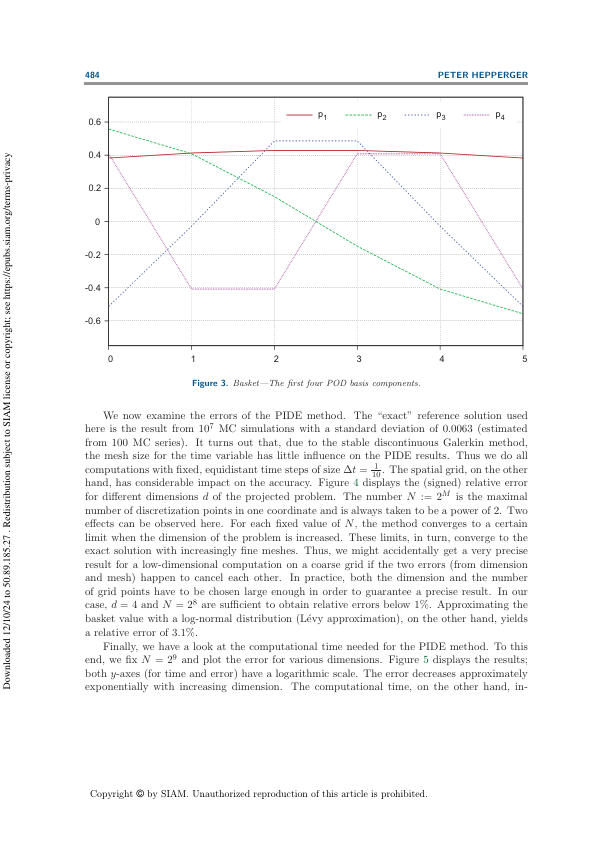 484
PETER HEPPERGER
p1 p2 p3 p4
0.6
0.4
0.2
0
-0.2
-0.4
-0.6
0 1 2 3 4 5
Figure 3. Basket—The first four POD basis components.
We now examine the errors of the PIDE method. The “exact” reference solution used
here is the result from 10^7 MC simulations with a standard deviation of 0.0063 (estimated
from 100 MC series). It turns out that, due to the stable discontinuous Galerkin method,
the mesh size for the time variable has little influence on the PIDE results. Thus we do all
computations with fixed, equidistant time steps of size Δt = 1/10. The spatial grid, on the other
hand, has considerable impact on the accuracy. Figure 4 displays the (signed) relative error
for different dimensions d of the projected problem. The number N := 2^M is the maximal
number of discretization points in one coordinate and is always taken to be a power of 2. Two
effects can be observed here. For each fixed value of N, the method converges to a certain
limit when the dimension of the problem is increased. These limits, in turn, converge to the
exact solution with increasingly fine meshes. Thus, we might accidentally get a very precise
result for a low-dimensional computation on a coarse grid if the two errors (from dimension
and mesh) happen to cancel each other. In practice, both the dimension and the number
of grid points have to be chosen large enough in order to guarantee a precise result. In our
case, d = 4 and N = 2^8 are sufficient to obtain relative errors below 1%. Approximating the
basket value with a log-normal distribution (Lévy approximation), on the other hand, yields
a relative error of 3.1%.
Finally, we have a look at the computational time needed for the PIDE method. To this
end, we fix N = 2^9 and plot the error for various dimensions. Figure 5 displays the results;
both y-axes (for time and error) have a logarithmic scale. The error decreases approximately
exponentially with increasing dimension. The computational time, on the other hand, in-
Copyright © by SIAM. Unauthorized reproduction of this article is prohibited.
Downloaded 12/10/24 to 50.89.185.27 . Redistribution subject to SIAM license or copyright; see https://epubs.siam.org/terms-privacy